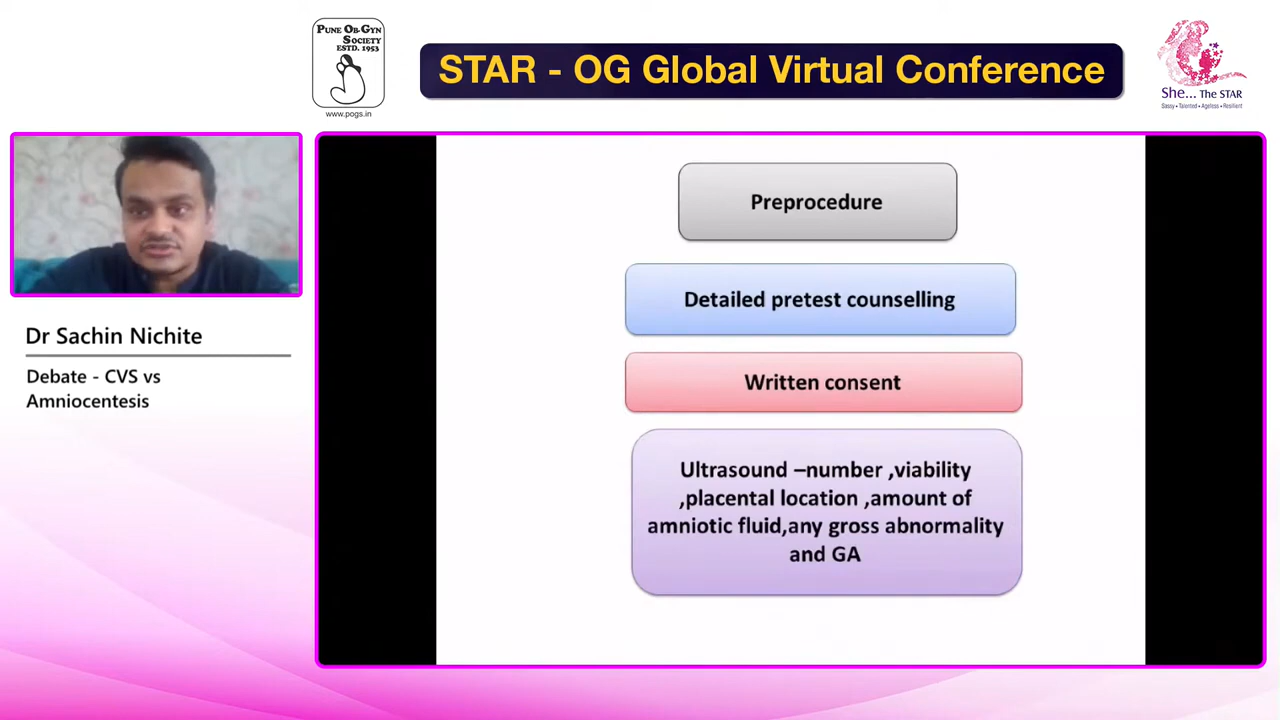 PUNE OB-GYN
SOCIETY
ESTD. 1953
www.pogs.in
STAR - OG Global Virtual Conference
She... THE STAR
Sassy • Talented • Ageless • Resilient
Dr Sachin Nichite
Debate - CVS vs
Amniocentesis
Preprocedure
Detailed pretest counselling
Written consent
Ultrasound –number ,viability
,placental location ,amount of
amniotic fluid,any gross abnormality
and GA